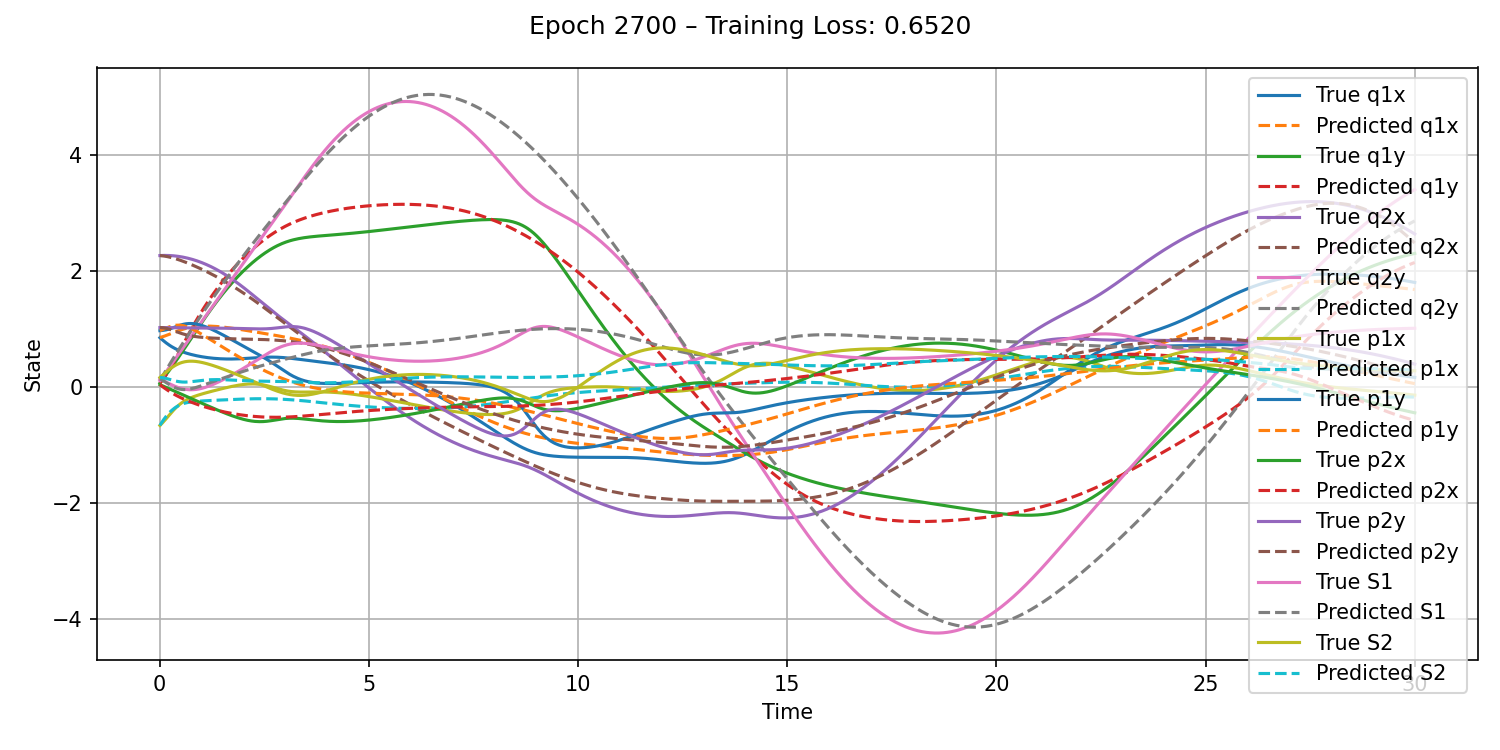 Epoch 2700 – Training Loss: 0.6520
State
4
2
0
−2
−4
0
5
10
15
20
25
30
Time
True q1x
Predicted q1x
True q1y
Predicted q1y
True q2x
Predicted q2x
True q2y
Predicted q2y
True p1x
Predicted p1x
True p1y
Predicted p1y
True p2x
Predicted p2x
True p2y
Predicted p2y
True S1
Predicted S1
True S2
Predicted S2